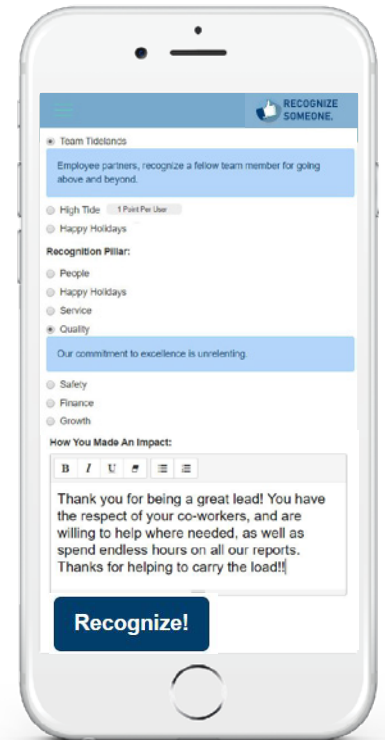 RECOGNIZE
SOMEONE.
Team Tidelands
Employee partners, recognize a fellow team member for going
above and beyond.
High Tide 1 Point Per User
Happy Holidays
Recognition Pillar:
People
Happy Holidays
Service
Quality
Our commitment to excellence is unrelenting.
Safety
Finance
Growth
How You Made An Impact:
B I U
Thank you for being a great lead! You have
the respect of your co-workers, and are
willing to help where needed, as well as
spend endless hours on all our reports.
Thanks for helping to carry the load!!
Recognize!